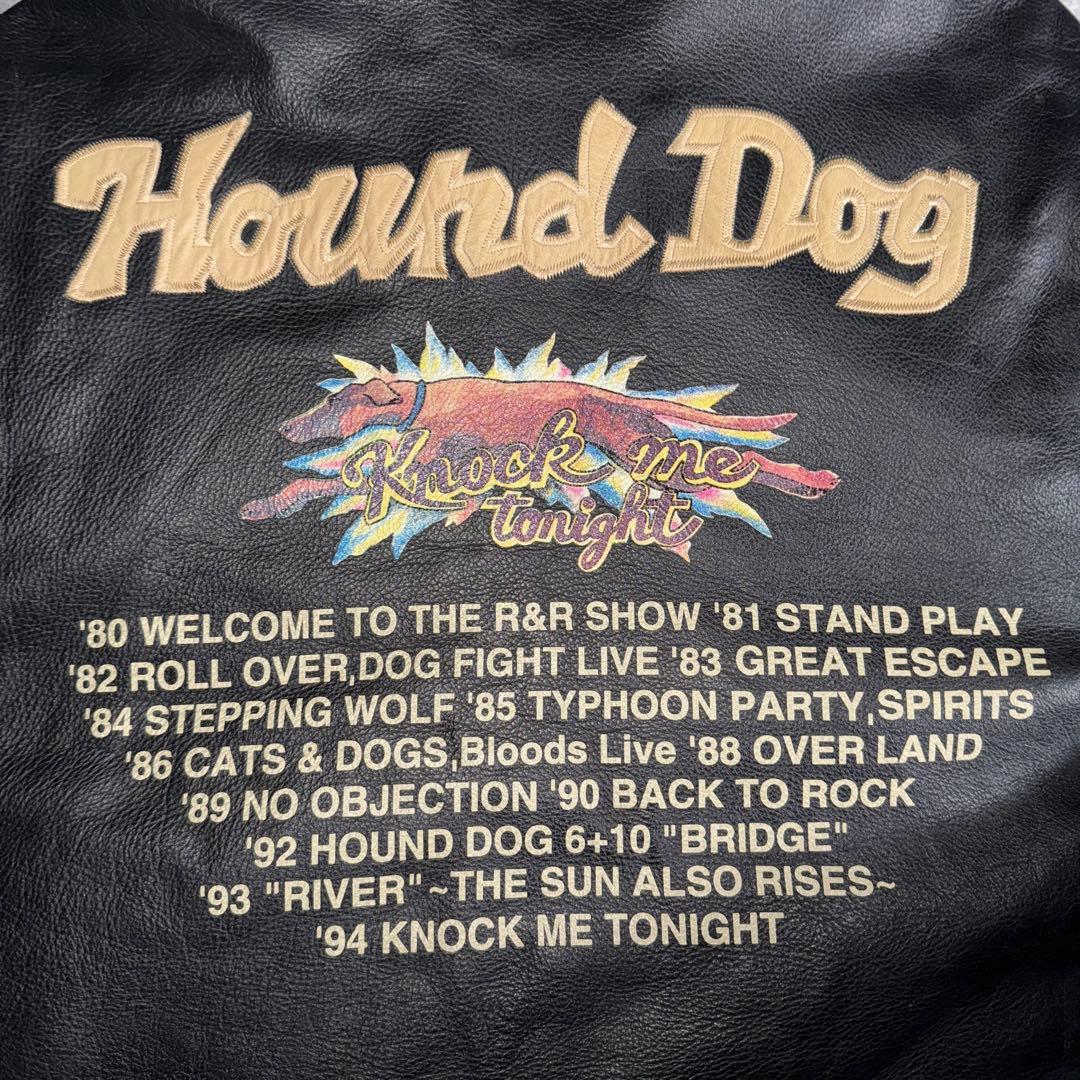 Hound Dog
Knock me
tonight
'80 WELCOME TO THE R&R SHOW '81 STAND PLAY
'82 ROLL OVER,DOG FIGHT LIVE '83 GREAT ESCAPE
'84 STEPPING WOLF '85 TYPHOON PARTY,SPIRITS
'86 CATS & DOGS,Bloods Live '88 OVER LAND
'89 NO OBJECTION '90 BACK TO ROCK
'92 HOUND DOG 6+10 "BRIDGE"
'93 "RIVER"~THE SUN ALSO RISES~
'94 KNOCK ME TONIGHT